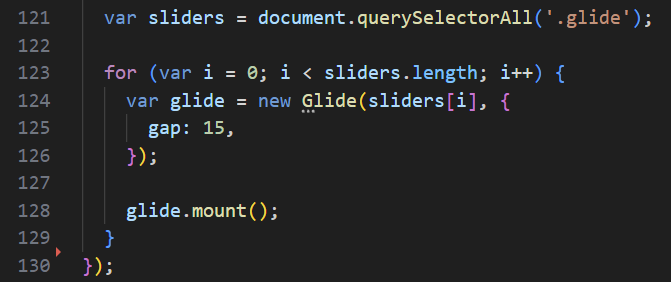 121 var sliders = document.querySelectorAll('.glide');
122
123 for (var i = 0; i < sliders.length; i++) {
124 var glide = new Glide(sliders[i], {
125 gap: 15,
126 });
127
128 glide.mount();
129 }
130 });